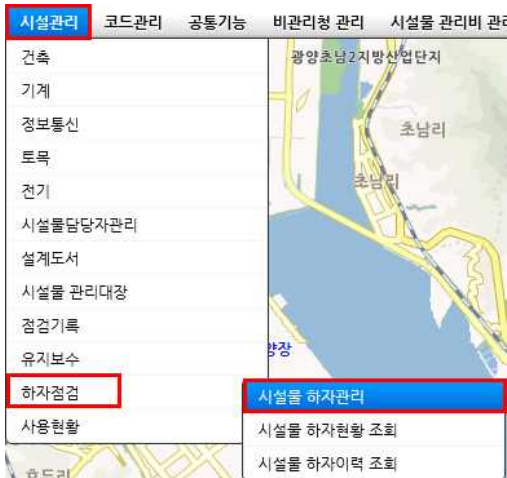 시설관리 코드관리 공통기능 비관리청 관리 시설물 관리비 관리
건축
기계
정보통신
토목
전기
시설물담당자관리
설계도서
시설물 관리대장
점검기록
유지보수
하자점검
사용현황
시설물 하자관리
시설물 하자현황 조회
시설물 하자이력 조회
광양초남2지방산업단지
초남리
초남리